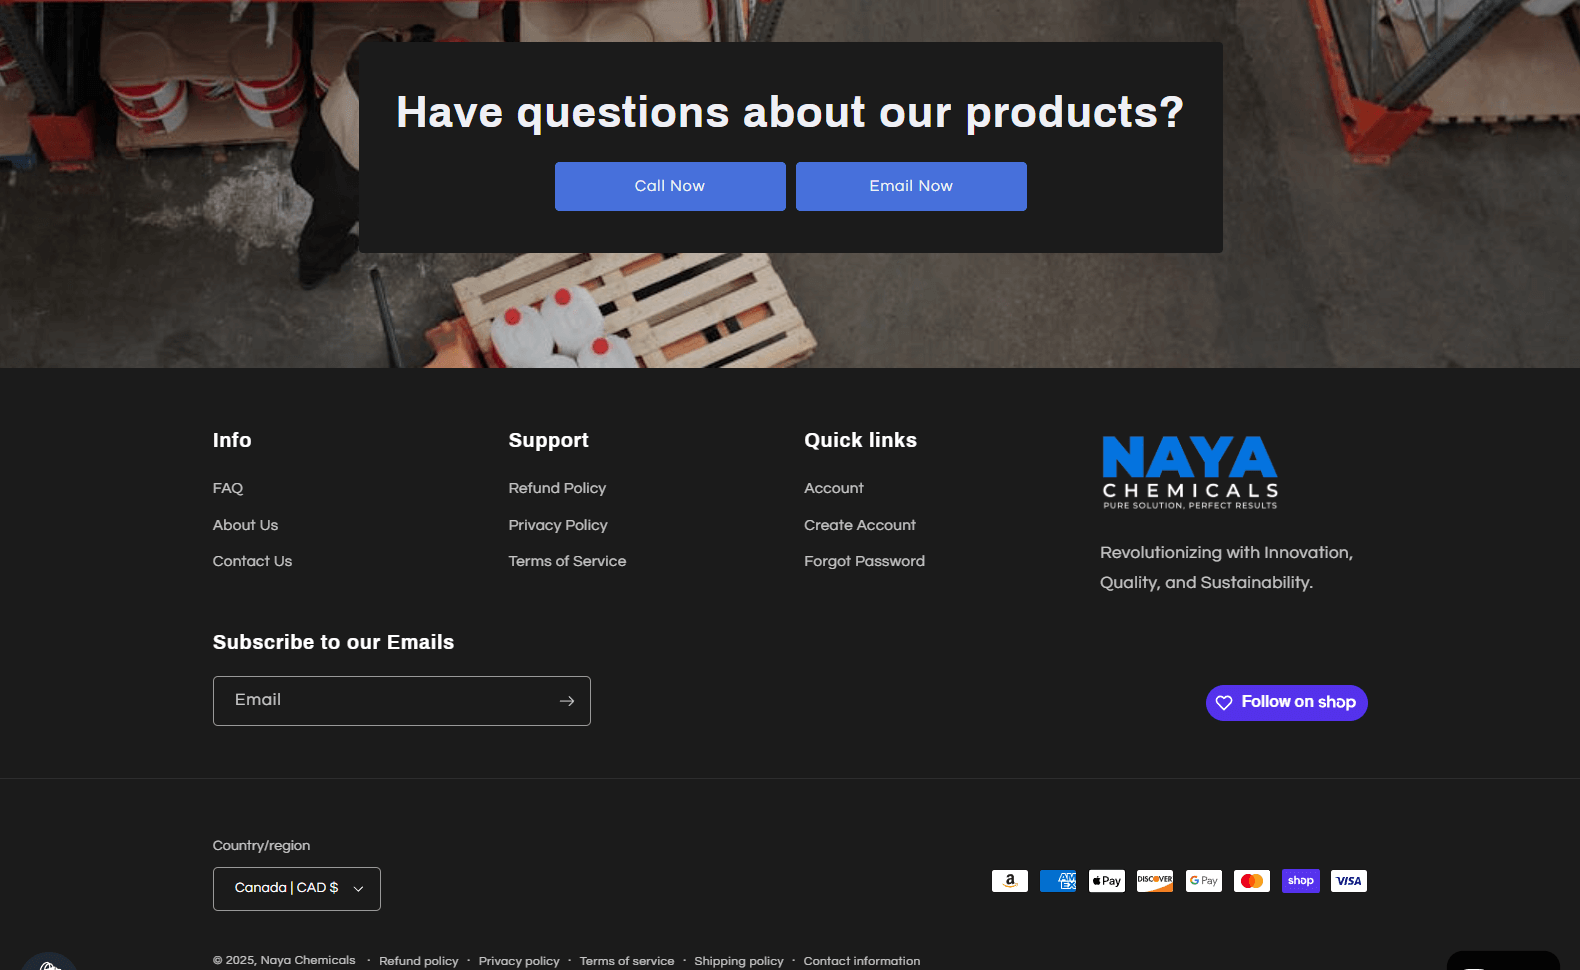 Have questions about our products?
Call Now
Email Now
Info
FAQ
About Us
Contact Us
Support
Refund Policy
Privacy Policy
Terms of Service
Quick links
Account
Create Account
Forgot Password
NAYA
CHEMICALS
PURE SOLUTION, PERFECT RESULTS
Revolutionizing with Innovation,
Quality, and Sustainability.
Subscribe to our Emails
Email
Follow on shop
Country/region
Canada | CAD $
a
AM
EX
Pay
DISCOVER
G Pay
shop
VISA
© 2025, Naya Chemicals · Refund policy · Privacy policy · Terms of service · Shipping policy · Contact information